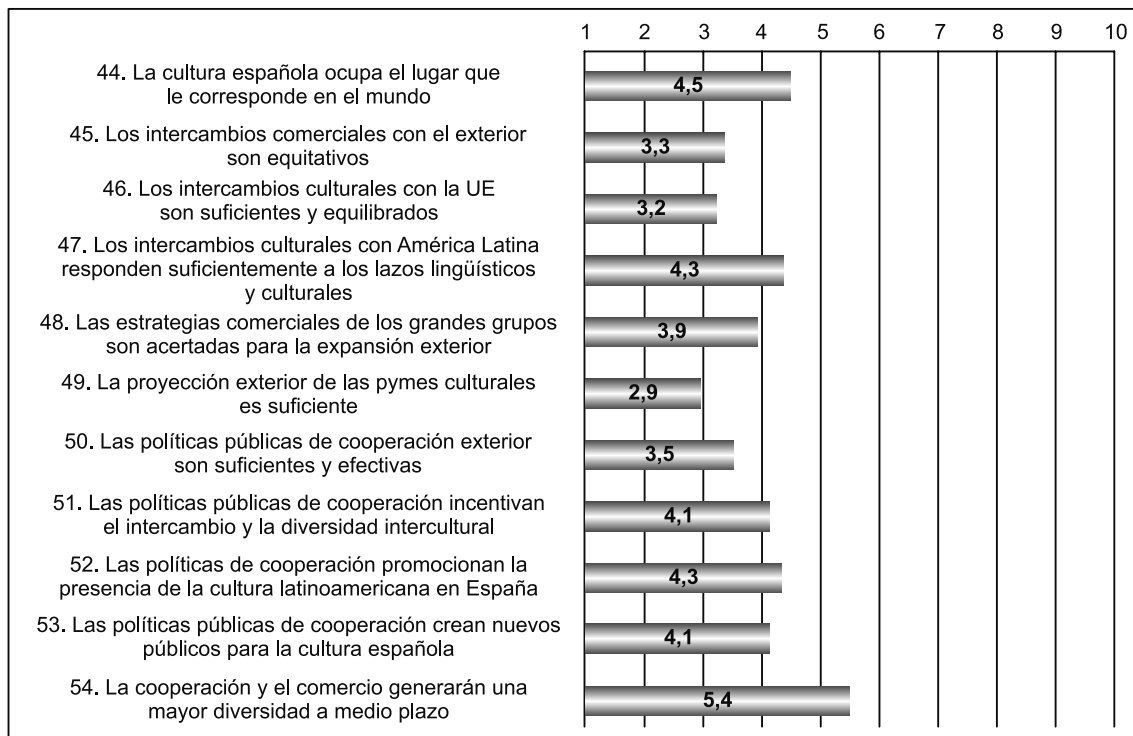 1 2 3 4 5 6 7 8 9 10
44. La cultura española ocupa el lugar que
le corresponde en el mundo
4,5
45. Los intercambios comerciales con el exterior
son equitativos
3,3
46. Los intercambios culturales con la UE
son suficientes y equilibrados
3,2
47. Los intercambios culturales con América Latina
responden suficientemente a los lazos lingüísticos
y culturales
4,3
48. Las estrategias comerciales de los grandes grupos
son acertadas para la expansión exterior
3,9
49. La proyección exterior de las pymes culturales
es suficiente
2,9
50. Las políticas públicas de cooperación exterior
son suficientes y efectivas
3,5
51. Las políticas públicas de cooperación incentivan
el intercambio y la diversidad intercultural
4,1
52. Las políticas de cooperación promocionan la
presencia de la cultura latinoamericana en España
4,3
53. Las políticas públicas de cooperación crean nuevos
públicos para la cultura española
4,1
54. La cooperación y el comercio generarán una
mayor diversidad a medio plazo
5,4